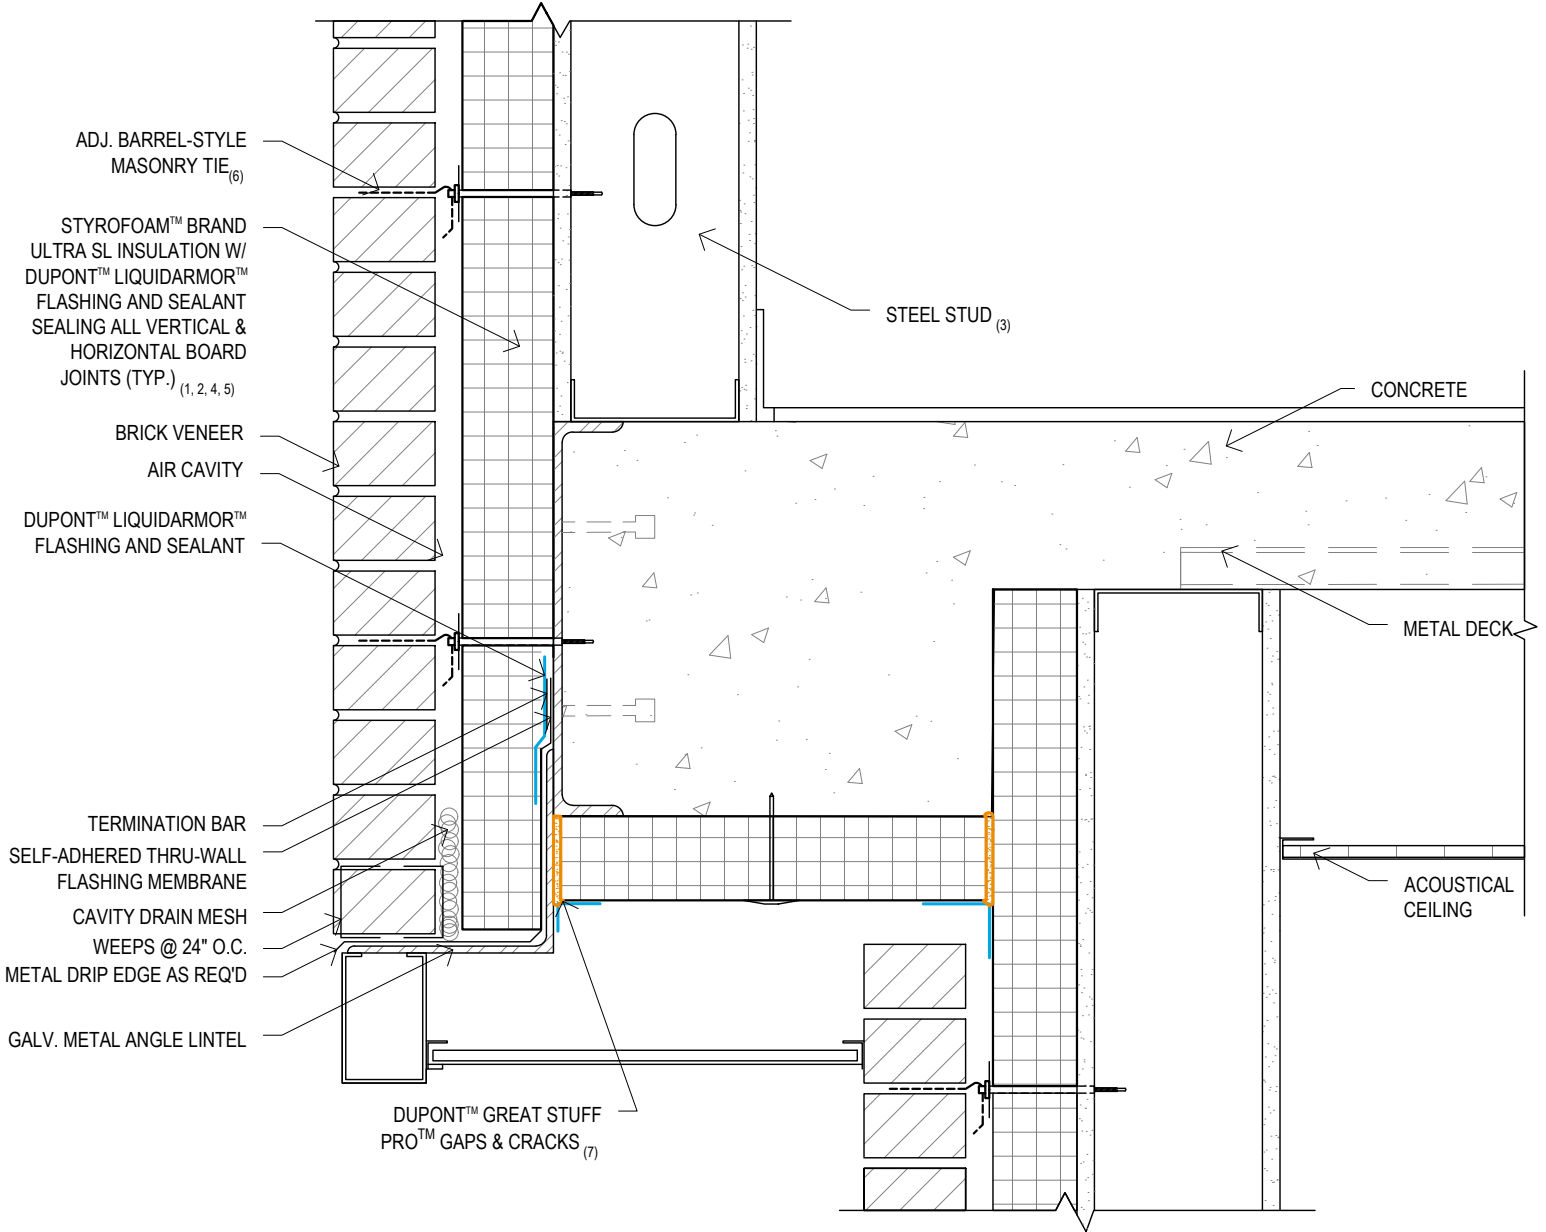 ADJ. BARREL-STYLE
MASONRY TIE(6)
STYROFOAM™ BRAND
ULTRA SL INSULATION W/
DUPONT™ LIQUIDARMOR™
FLASHING AND SEALANT
SEALING ALL VERTICAL &
HORIZONTAL BOARD
JOINTS (TYP.) (1, 2, 4, 5)
BRICK VENEER
AIR CAVITY
DUPONT™ LIQUIDARMOR™
FLASHING AND SEALANT
TERMINATION BAR
SELF-ADHERED THRU-WALL
FLASHING MEMBRANE
CAVITY DRAIN MESH
WEEPS @ 24" O.C.
METAL DRIP EDGE AS REQ'D
GALV. METAL ANGLE LINTEL
DUPONT™ GREAT STUFF
PRO™ GAPS & CRACKS (7)
STEEL STUD (3)
CONCRETE
METAL DECK
ACOUSTICAL
CEILING